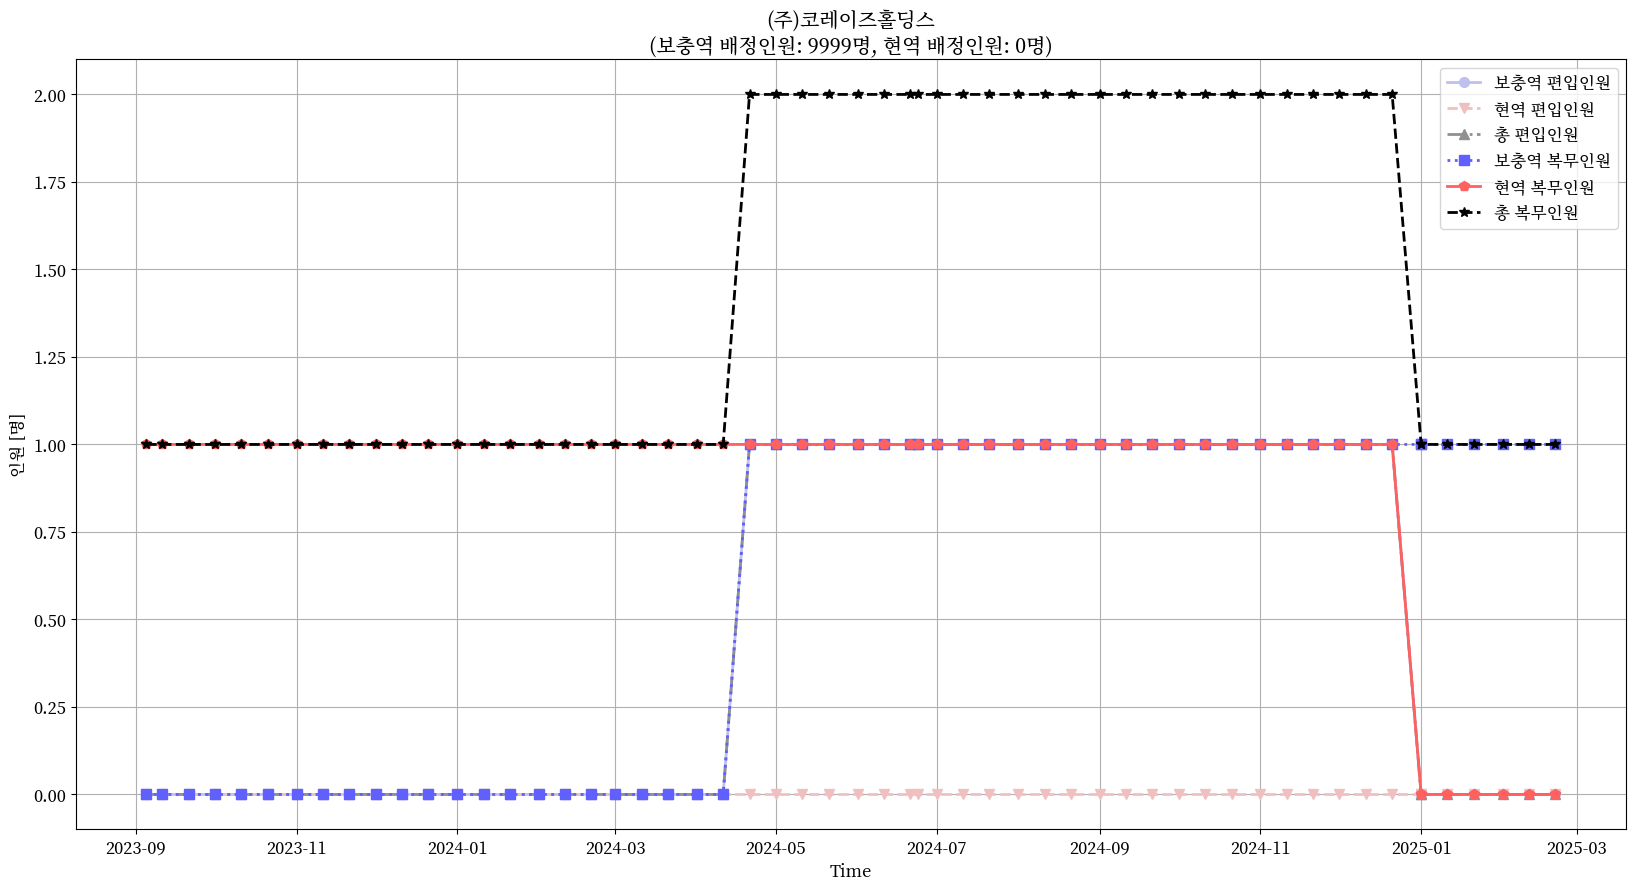 (주)코레이즈홀딩스
(보충역 배정인원: 9999명, 현역 배정인원: 0명)
보충역 편입인원
현역 편입인원
총 편입인원
보충역 복무인원
현역 복무인원
총 복무인원
2.00
1.75
1.50
1.25
1.00
0.75
0.50
0.25
0.00
인원 [명]
2023-09
2023-11
2024-01
2024-03
2024-05
2024-07
2024-09
2024-11
2025-01
2025-03
Time